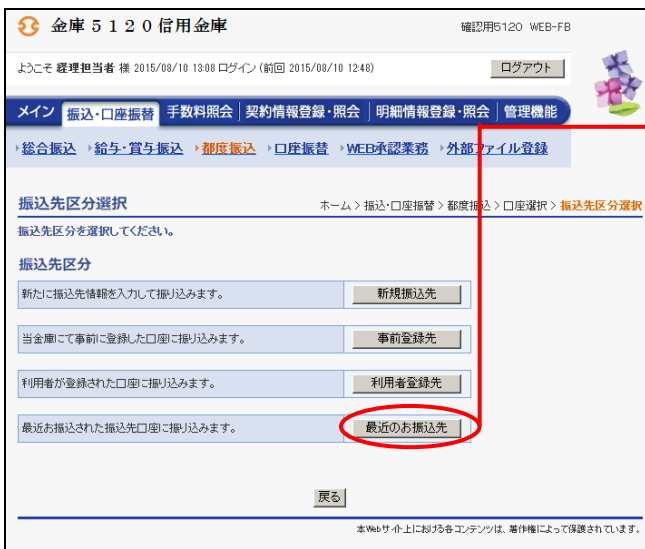 金庫５１２０信用金庫
確認用5120 WEB-FB
ようこそ 経理担当者 様 2015/08/10 13:08 ログイン (前回 2015/08/10 12:48)
ログアウト
メイン 振込・口座振替 手数料照会 契約情報登録・照会 明細情報登録・照会 管理機能
総合振込 給与・賞与振込 都度振込 口座振替 WEB承認業務 外部ファイル登録
振込先区分選択
ホーム > 振込・口座振替 > 都度振込 > 口座選択 > 振込先区分選択
振込先区分を選択してください。
振込先区分
新たに振込先情報を入力して振り込みます。 新規振込先
当金庫にて事前に登録した口座に振り込みます。 事前登録先
利用者が登録された口座に振り込みます。 利用者登録先
最近お振込された振込先口座に振り込みます。 最近のお振込先
戻る
本Webサイト上における各コンテンツは、著作権によって保護されています。